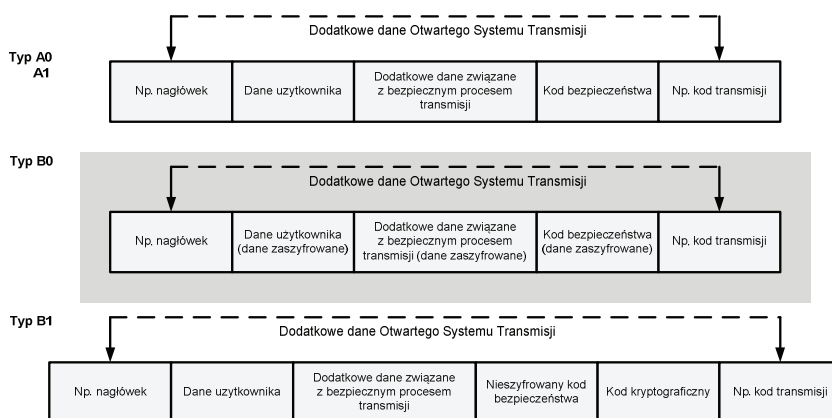 Dodatkowe dane Otwartego Systemu Transmisji
Typ A0
A1
Np. nagłówek
Dane uzytkownika
Dodatkowe dane związane
z bezpiecznym procesem
transmisji
Kod bezpieczeństwa
Np. kod transmisji
Typ B0
Dodatkowe dane Otwartego Systemu Transmisji
Np. nagłówek
Dane użytkownika
(dane zaszyfrowane)
Dodatkowe dane związane
z bezpiecznym procesem
transmisji (dane zaszyfrowane)
Kod bezpieczeństwa
(dane zaszyfrowane)
Np. kod transmisji
Typ B1
Dodatkowe dane Otwartego Systemu Transmisji
Np. nagłówek
Dane uzytkownika
Dodatkowe dane związane
z bezpiecznym procesem
transmisji
Nieszyfrowany kod
bezpieczeństwa
Kod kryptograficzny
Np. kod transmisji